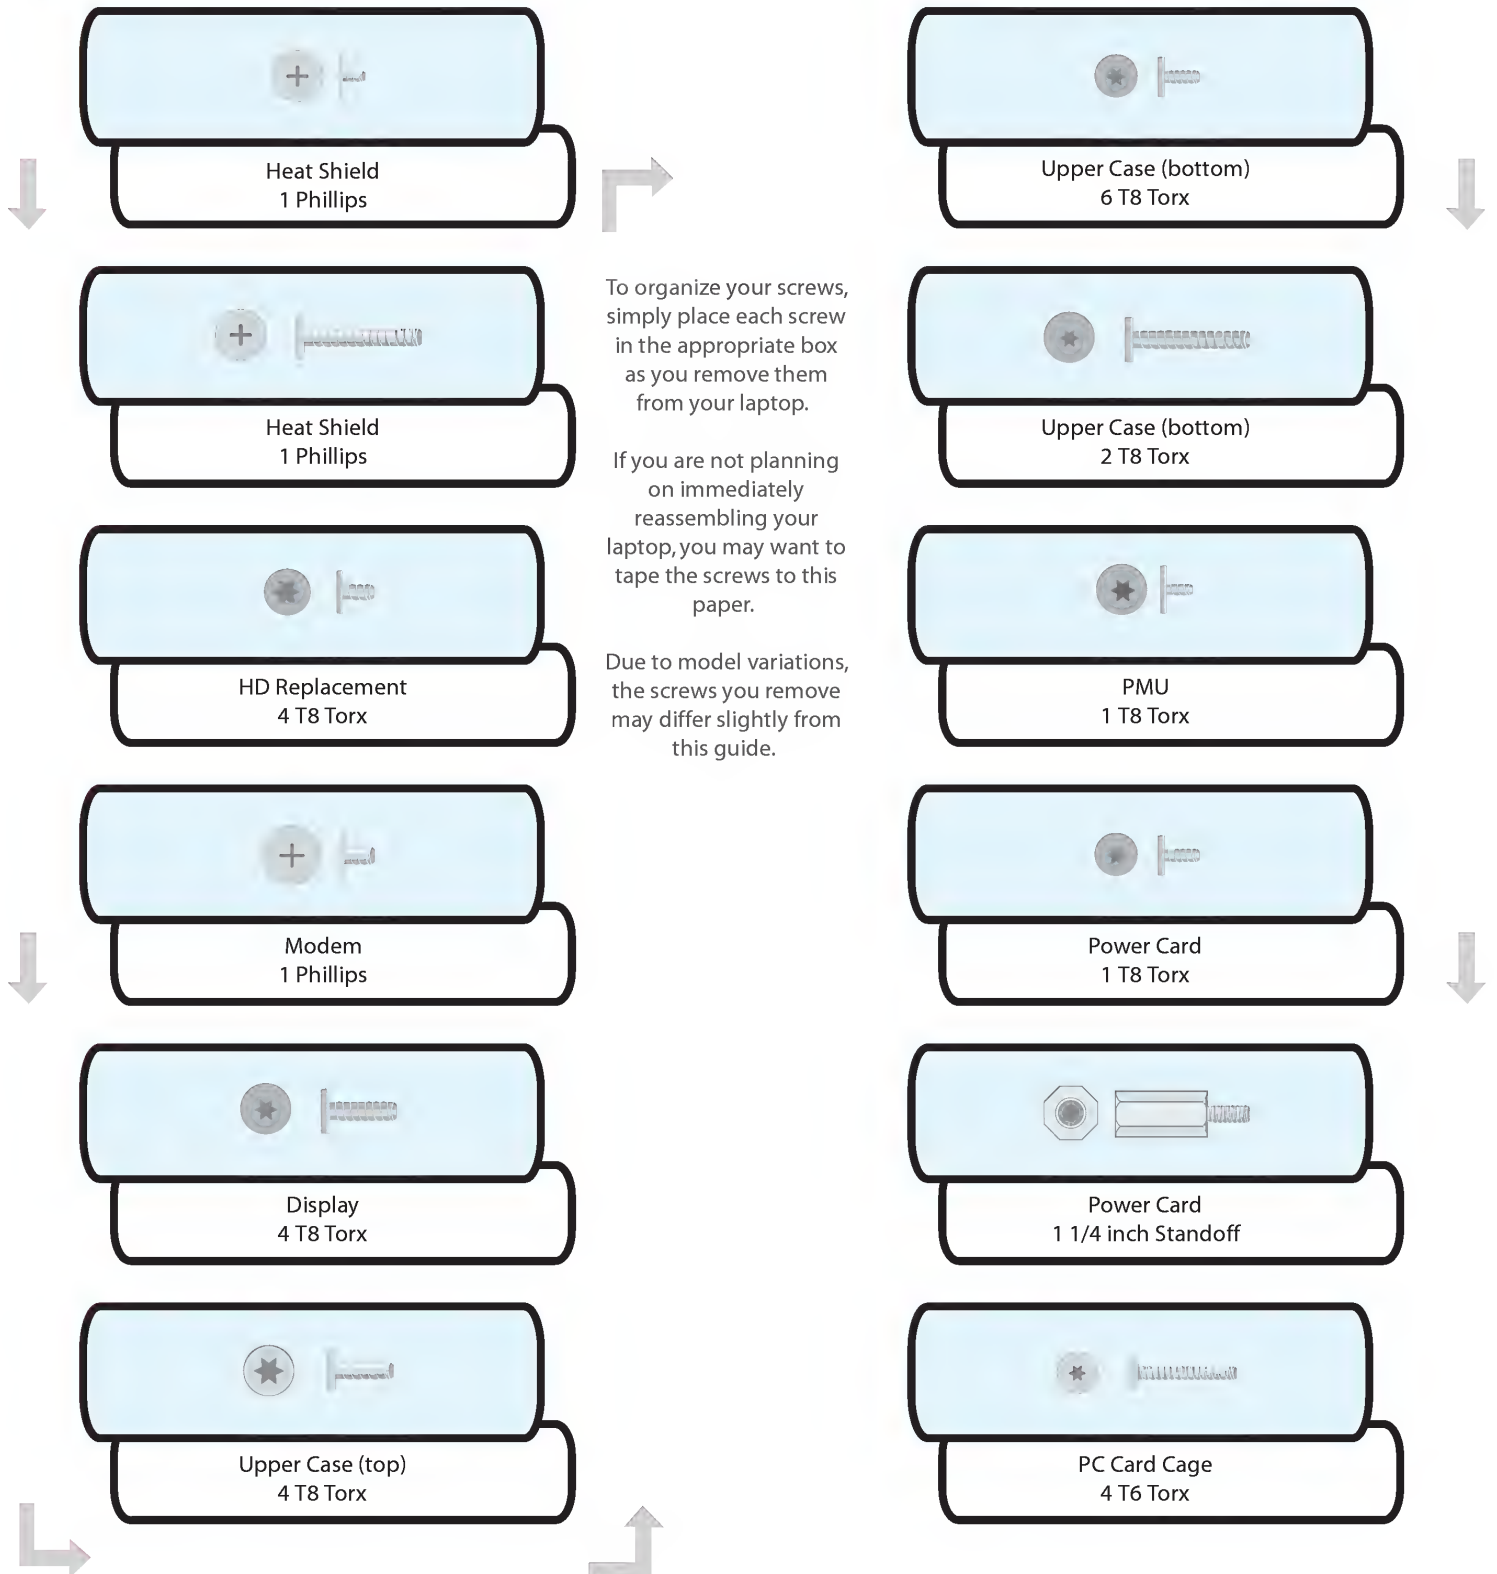 Heat Shield
1 Phillips
Heat Shield
1 Phillips
HD Replacement
4 T8 Torx
Modem
1 Phillips
Display
4 T8 Torx
Upper Case (top)
4 T8 Torx
To organize your screws,
simply place each screw
in the appropriate box
as you remove them
from your laptop.
If you are not planning
on immediately
reassembling your
laptop, you may want to
tape the screws to this
paper.
Due to model variations,
the screws you remove
may differ slightly from
this guide.
Upper Case (bottom)
6 T8 Torx
Upper Case (bottom)
2 T8 Torx
PMU
1 T8 Torx
Power Card
1 T8 Torx
Power Card
1 1/4 inch Standoff
PC Card Cage
4 T6 Torx